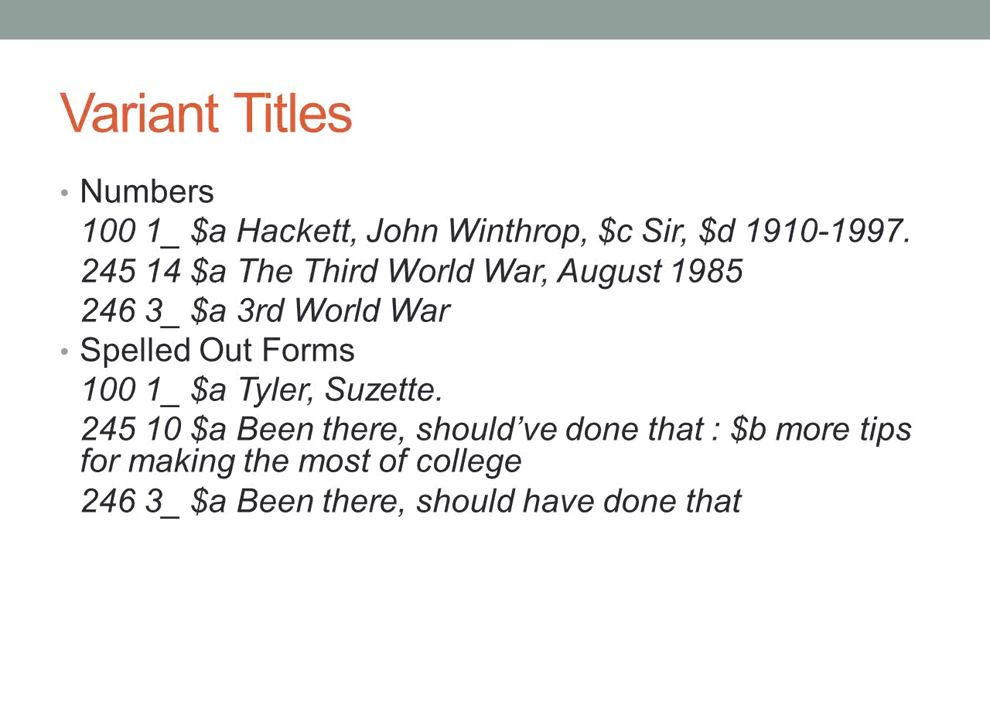 Variant Titles
• Numbers
100 1_ $a Hackett, John Winthrop, $c Sir, $d 1910-1997.
245 14 $a The Third World War, August 1985
246 3_ $a 3rd World War
• Spelled Out Forms
100 1_ $a Tyler, Suzette.
245 10 $a Been there, should’ve done that : $b more tips
for making the most of college
246 3_ $a Been there, should have done that